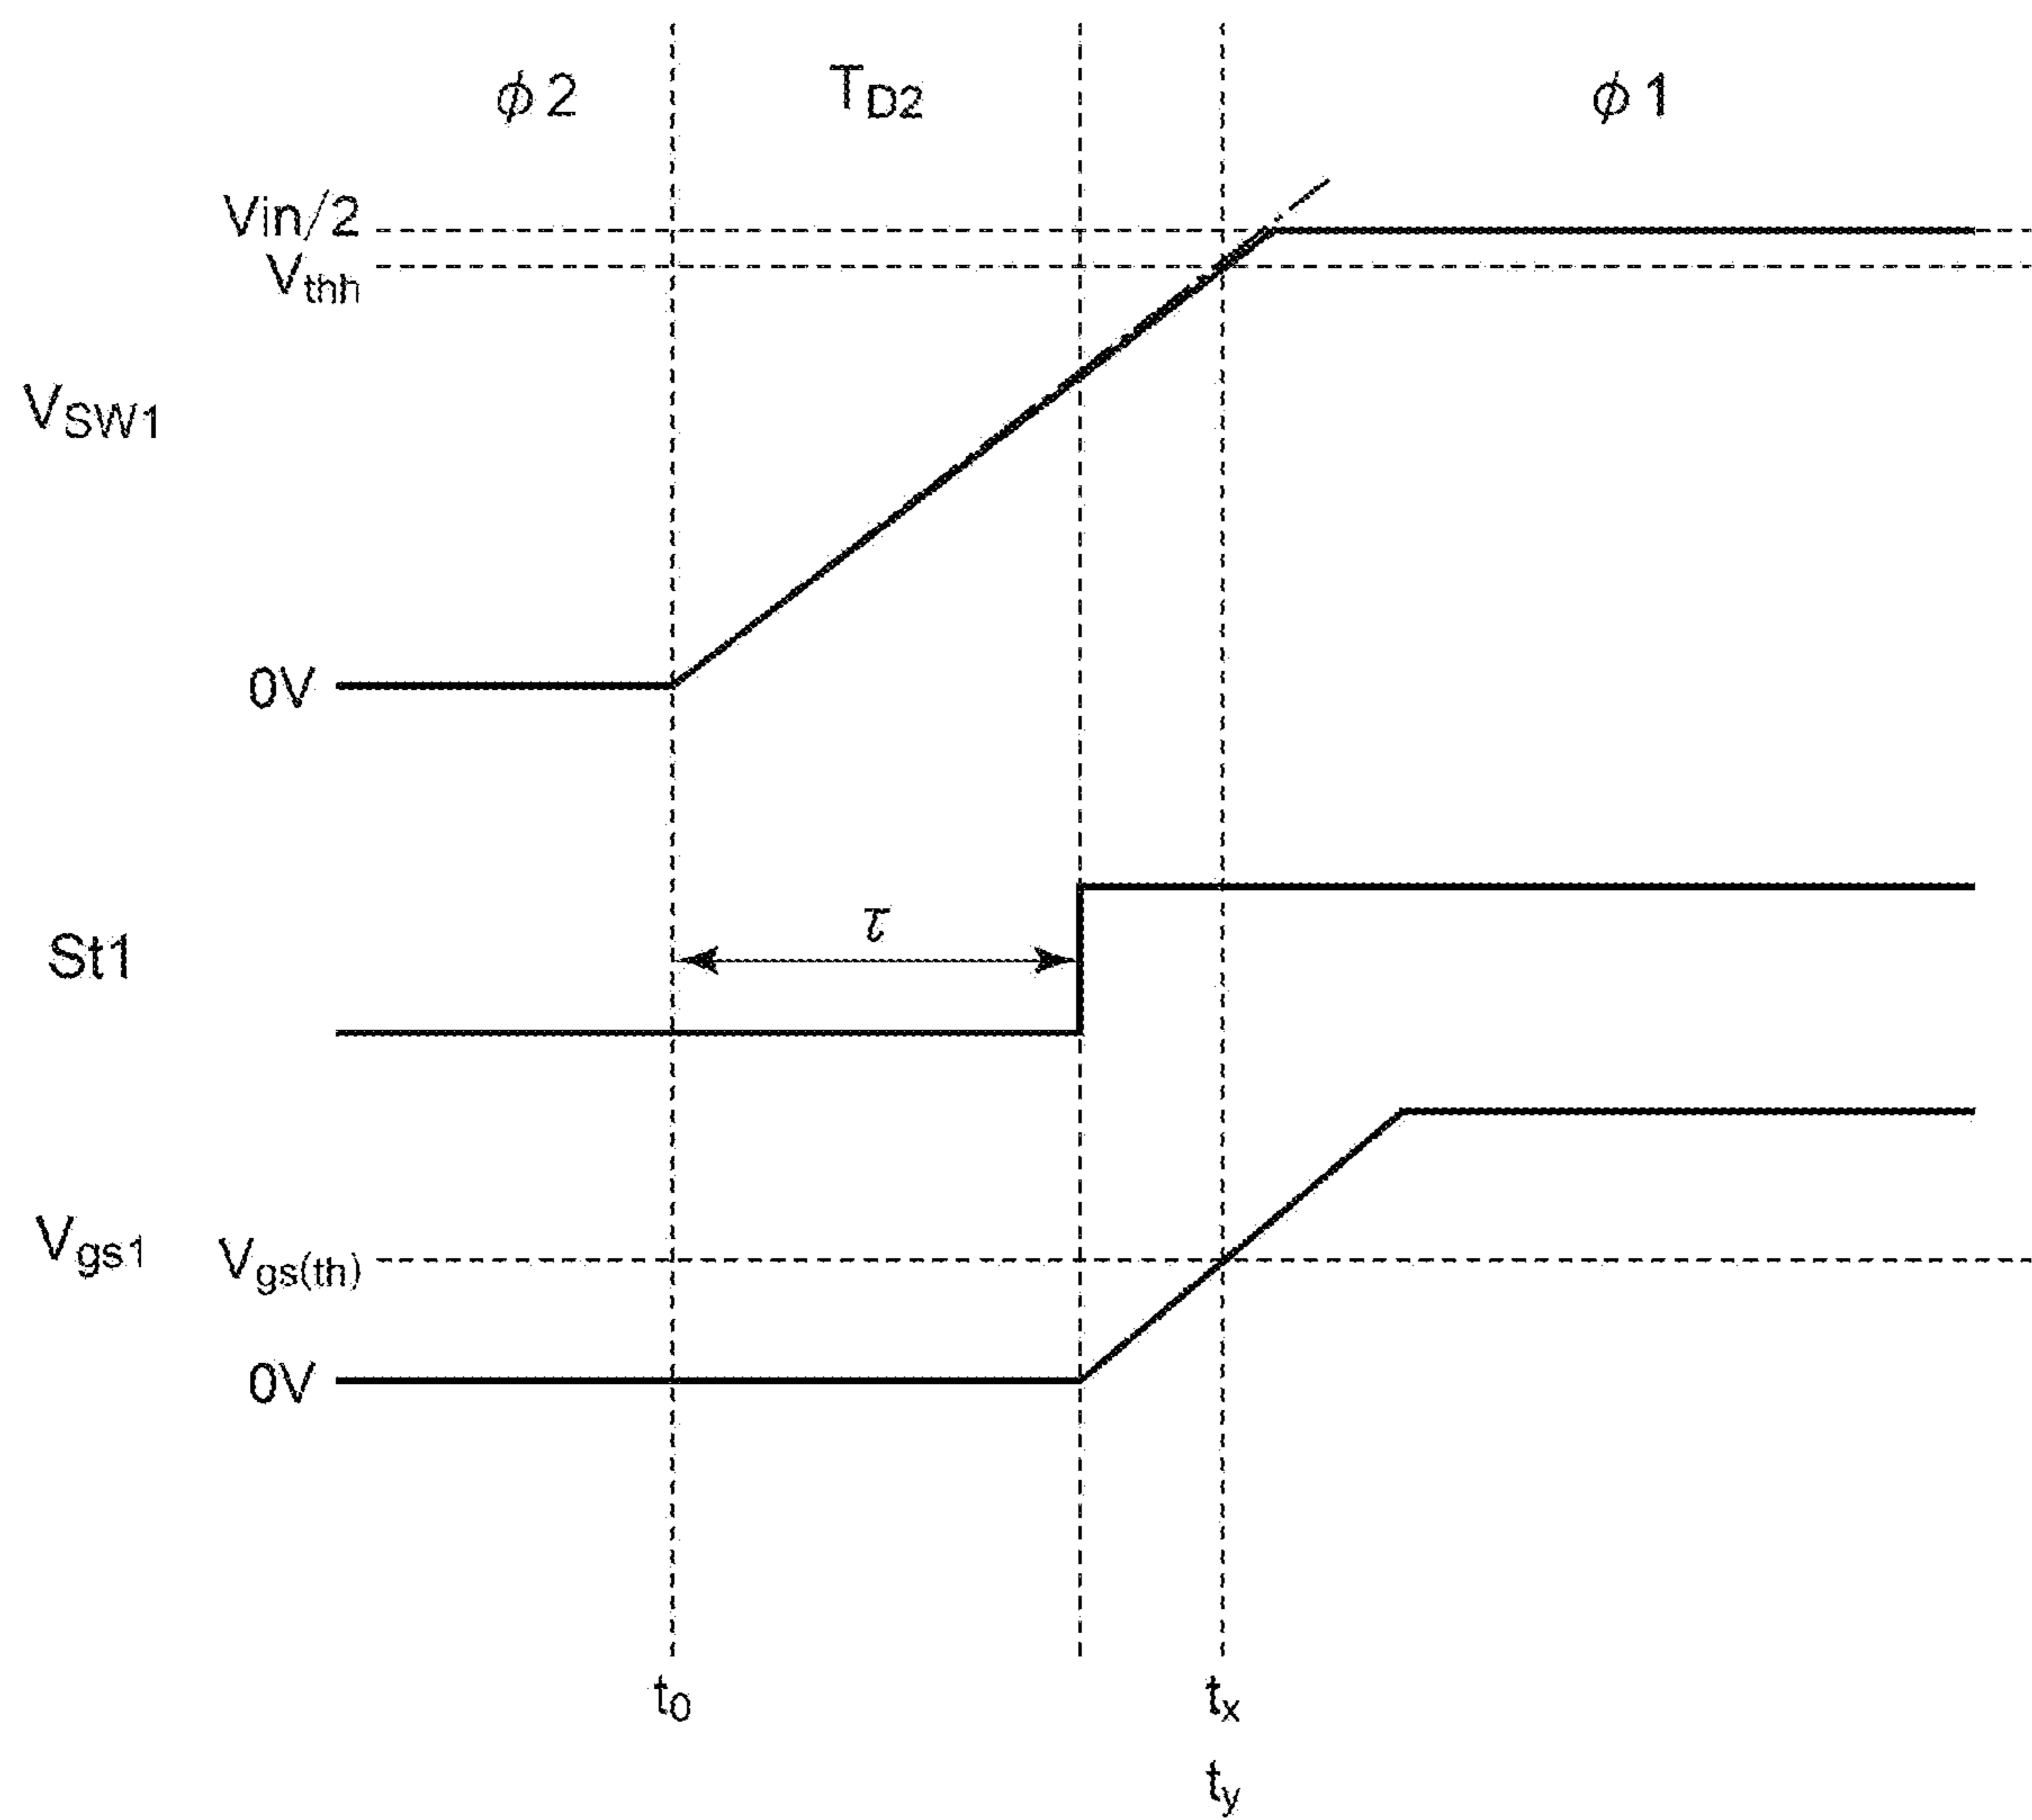 ϕ2 T_D2 ϕ1
Vin/2
V_thh
V_SW1
0V
τ
St1
V_gs1 V_gs(th)
0V
t_0 t_x
t_y